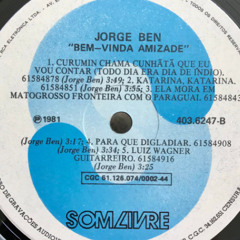 JORGE BEN
"BEM-VINDA AMIZADE"
1. CURUMIN CHAMA CUNHÃTÃ QUE EU
VOU CONTAR (TODO DIA ERA DIA DE ÍNDIO).
61584878 (Jorge Ben) 3:49; 2. KATARINA, KATARINA.
61584851 (Jorge Ben) 3:55; 3. ELA MORA EM
MATOGROSSO FRONTEIRA COM O PARAGUAI. 61584843
℗1981
403.6247-B
(Jorge Ben) 3:17; 4. PARA QUE DIGLADIAR. 61584908
(Jorge Ben) 3:34; 5. LUIZ WAGNER
GUITARREIRO. 61584916
(Jorge Ben) 3:25
CGC 61.128.074/0002-44
SOM LIVRE